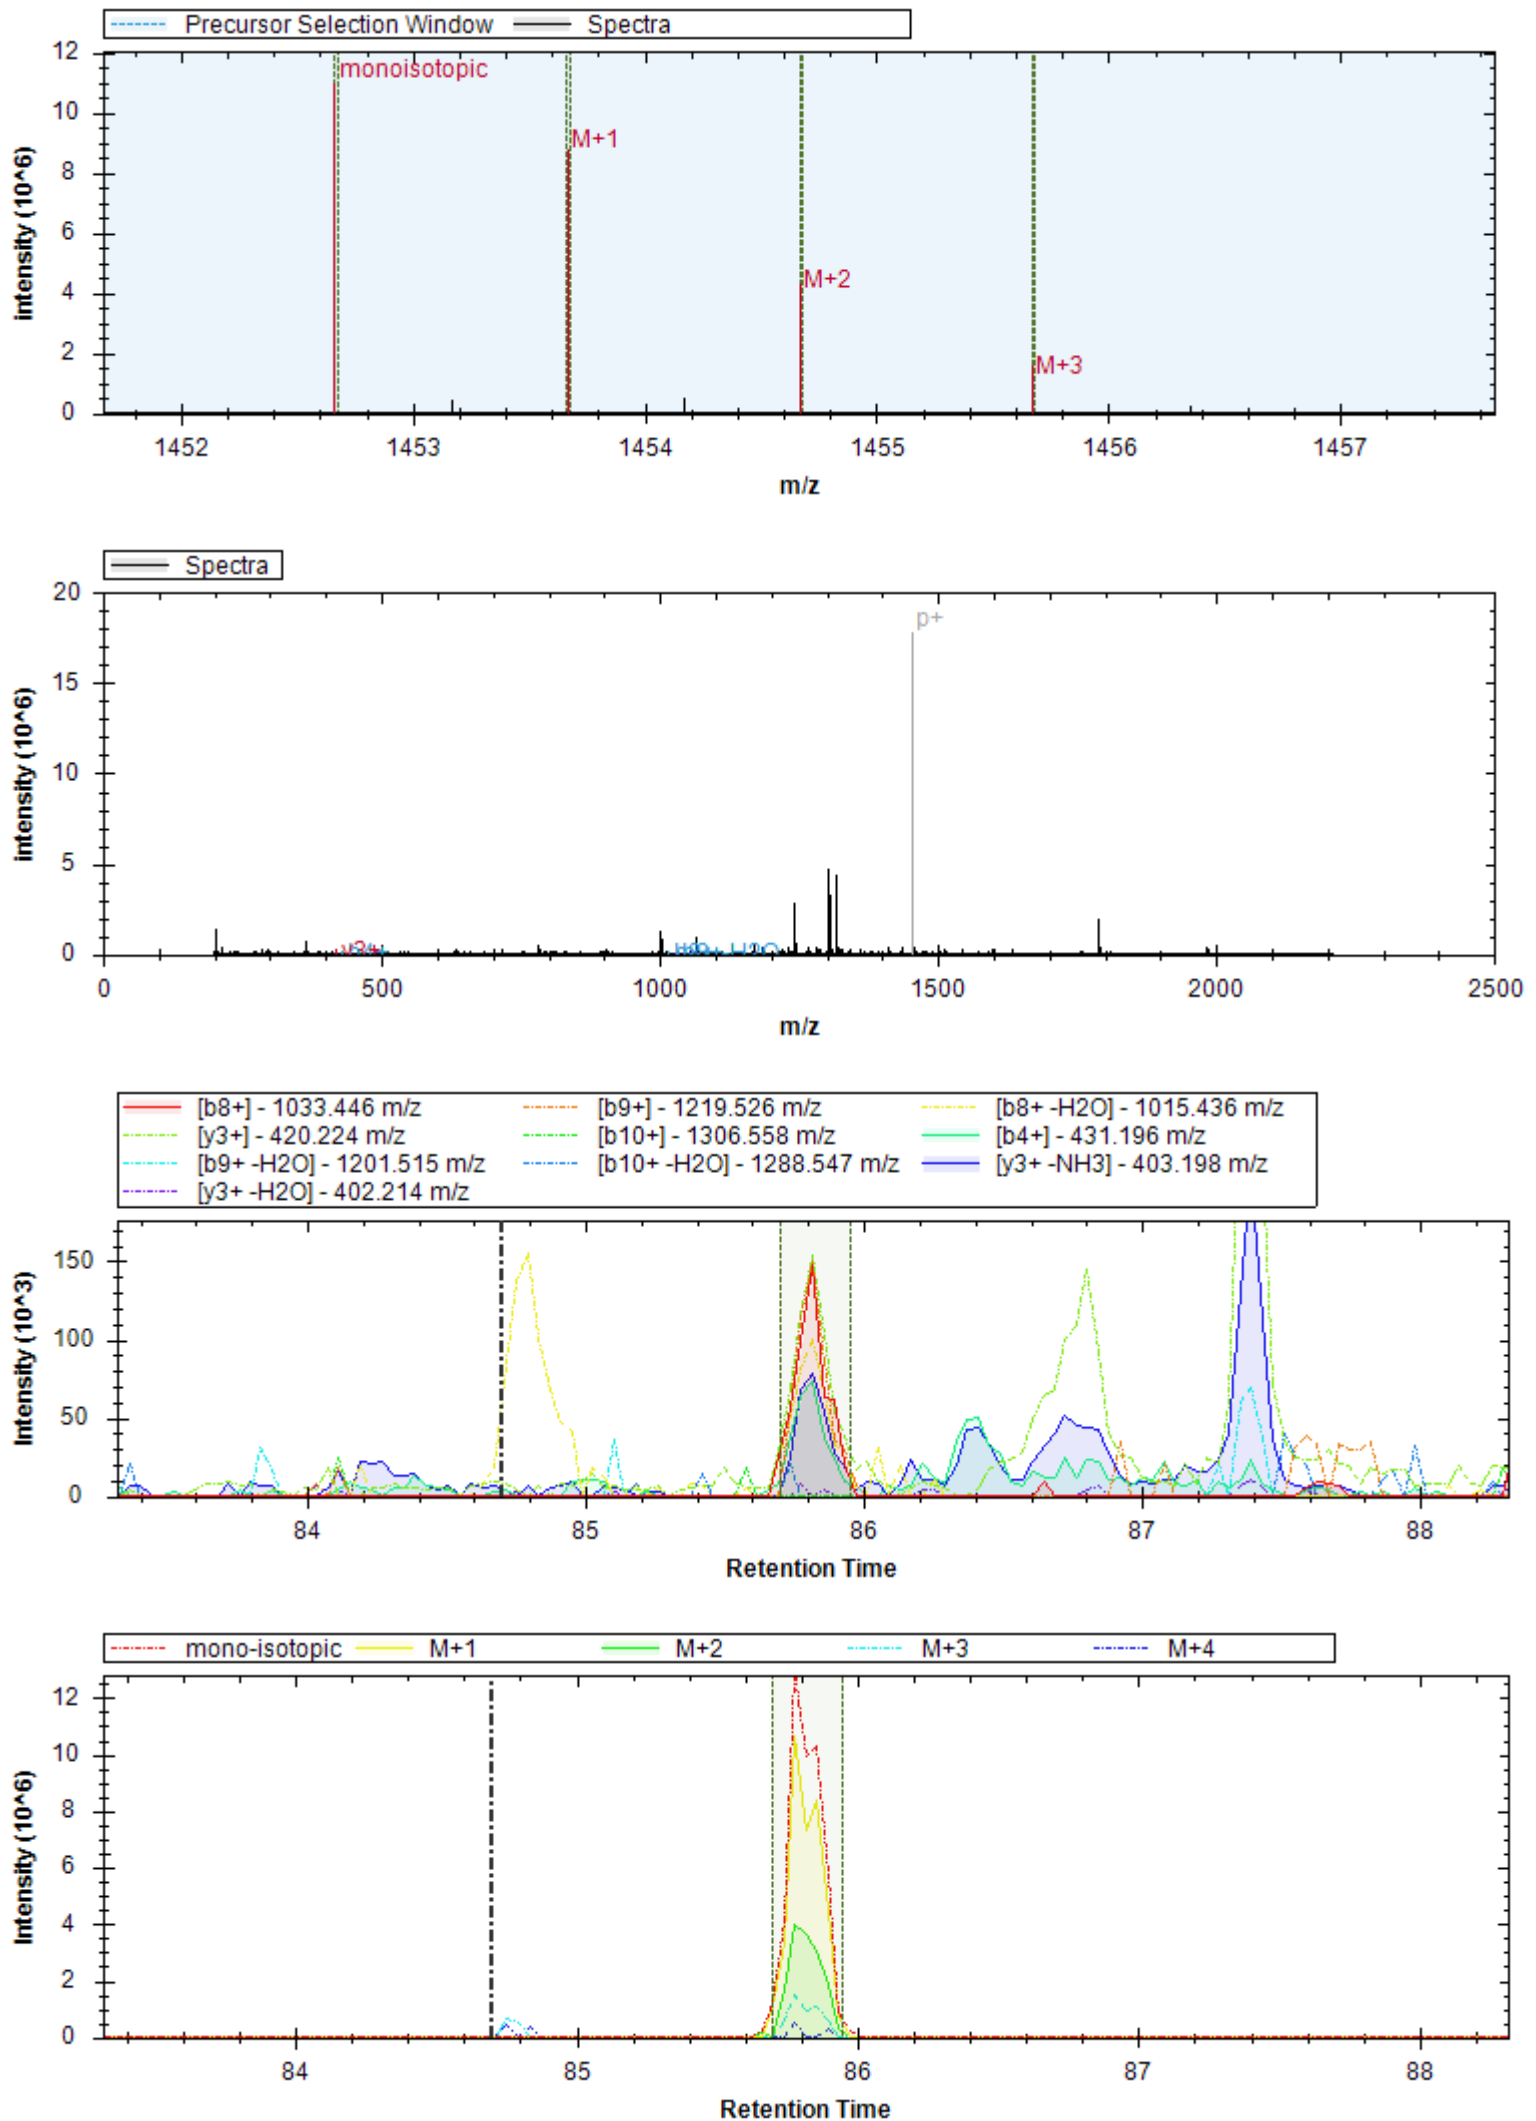 Precursor Selection Window Spectra
12
monoisotopic
10
M+1
8
6
M+2
4
2
M+3
0
1452 1453 1454 1455 1456 1457
m/z
intensity (10^6)
Spectra
20
p+
15
10
5
y3+
0
0 500 1000 1500 2000 2500
m/z
intensity (10^6)
[b8+] - 1033.446 m/z [b9+] - 1219.526 m/z [b8+ -H2O] - 1015.436 m/z
[y3+] - 420.224 m/z [b10+] - 1306.558 m/z [b4+] - 431.196 m/z
[b9+ -H2O] - 1201.515 m/z [b10+ -H2O] - 1288.547 m/z [y3+ -NH3] - 403.198 m/z
[y3+ -H2O] - 402.214 m/z
150
100
50
0
84 85 86 87 88
Retention Time
Intensity (10^3)
mono-isotopic M+1 M+2 M+3 M+4
12
10
8
6
4
2
0
84 85 86 87 88
Retention Time
Intensity (10^6)